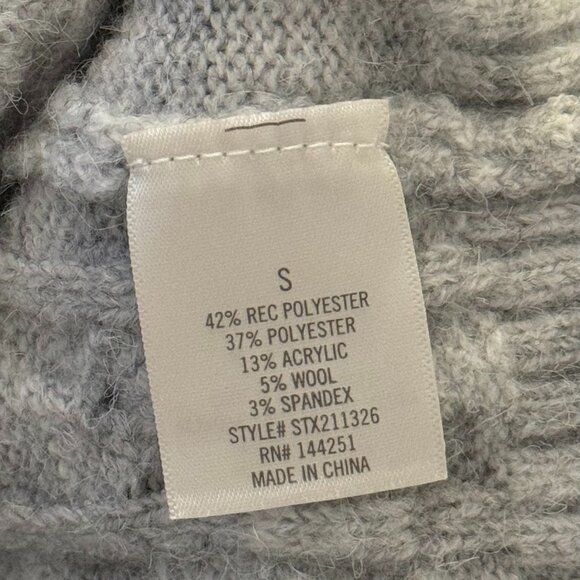 S
42% REC POLYESTER
37% POLYESTER
13% ACRYLIC
5% WOOL
3% SPANDEX
STYLE# STX211326
RN# 144251
MADE IN CHINA